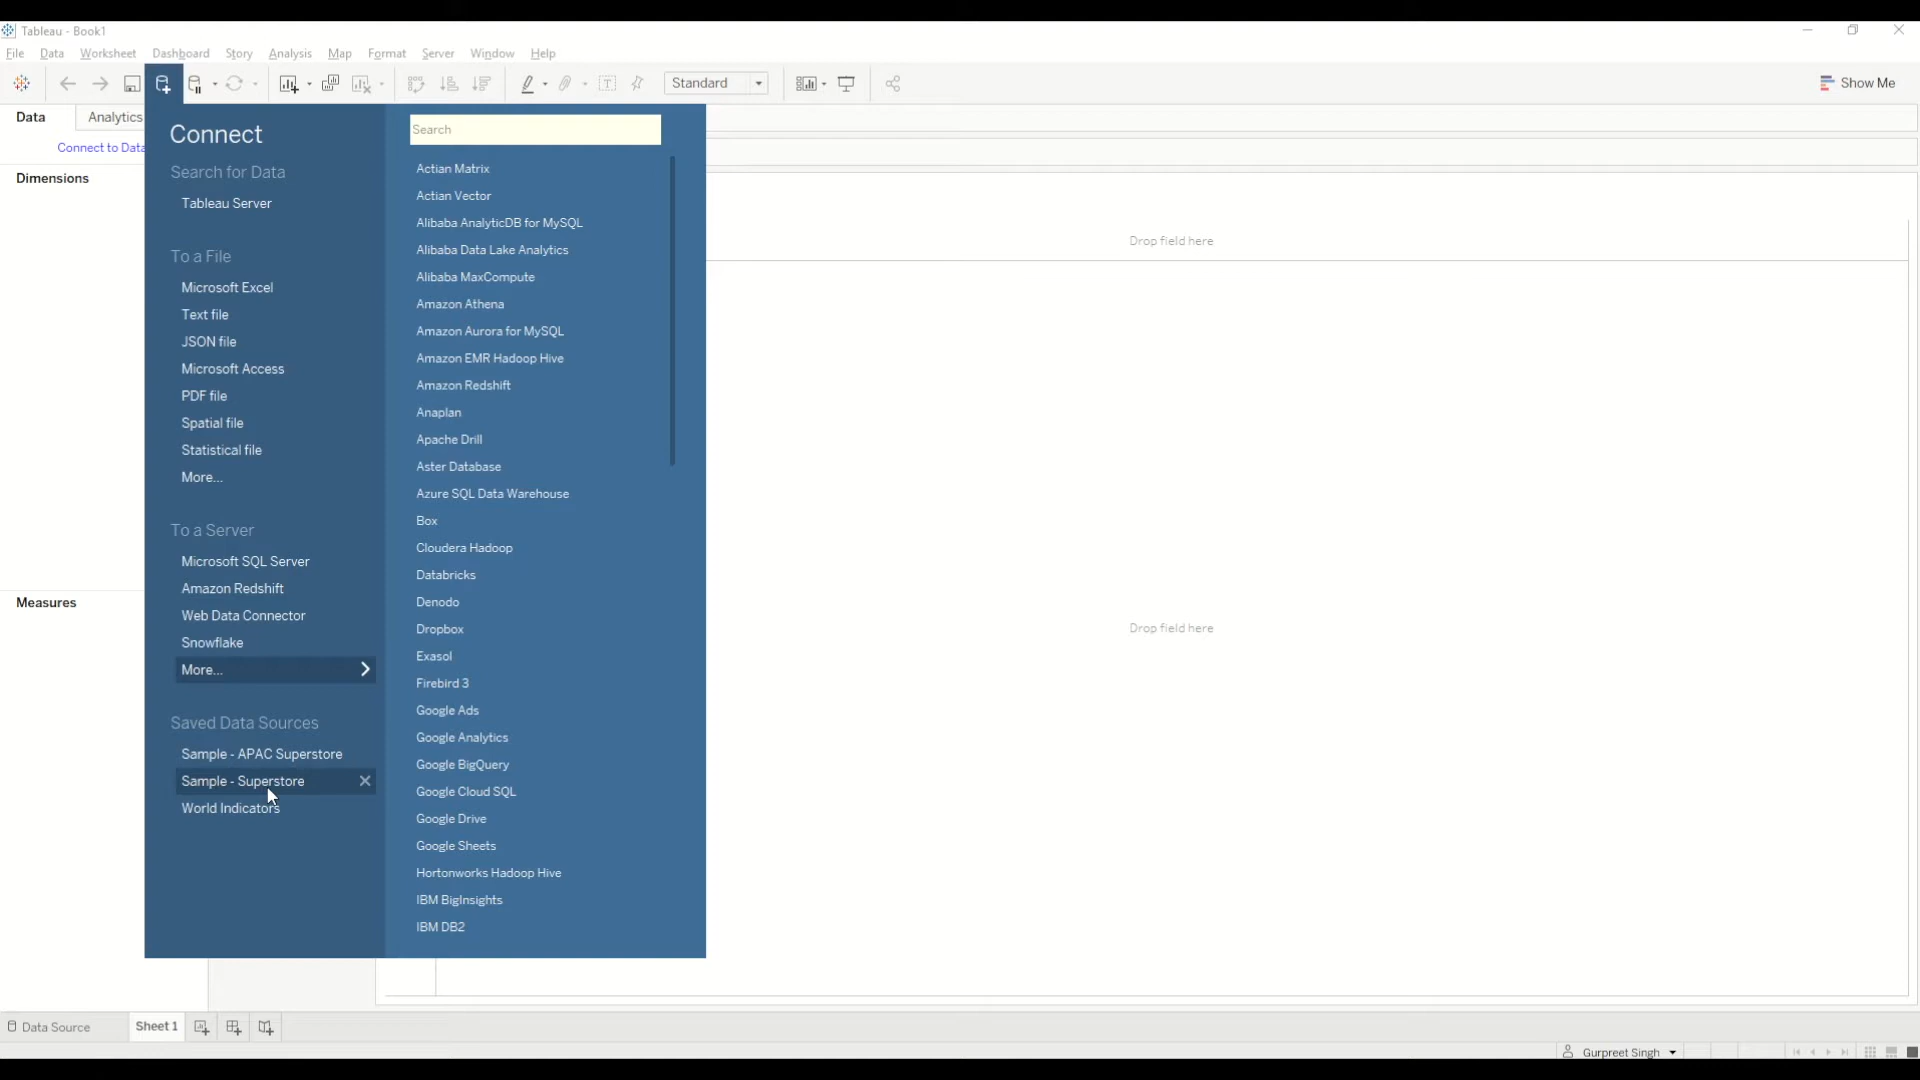 Tableau - Book1
File Data Worksheet Dashboard Story Analysis Map Format Server Window Help
Standard
Show Me
Data Analytics
Connect to Data
Dimensions
Measures
Connect
Search for Data
Tableau Server
To a File
Microsoft Excel
Text file
JSON file
Microsoft Access
PDF file
Spatial file
Statistical file
More...
To a Server
Microsoft SQL Server
Amazon Redshift
Web Data Connector
Snowflake
More...
Saved Data Sources
Sample - APAC Superstore
Sample - Superstore
World Indicators
Search
Actian Matrix
Actian Vector
Alibaba AnalyticDB for MySQL
Alibaba Data Lake Analytics
Alibaba MaxCompute
Amazon Athena
Amazon Aurora for MySQL
Amazon EMR Hadoop Hive
Amazon Redshift
Anaplan
Apache Drill
Aster Database
Azure SQL Data Warehouse
Box
Cloudera Hadoop
Databricks
Denodo
Dropbox
Exasol
Firebird 3
Google Ads
Google Analytics
Google BigQuery
Google Cloud SQL
Google Drive
Google Sheets
Hortonworks Hadoop Hive
IBM BigInsights
IBM DB2
Drop field here
Drop field here
Data Source Sheet 1
Gurpreet Singh